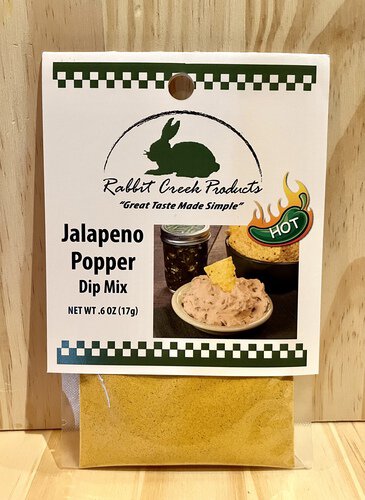 Rabbit Creek Products
"Great Taste Made Simple"
HOT
Jalapeno
Popper
Dip Mix
NET WT .6 OZ (17g)